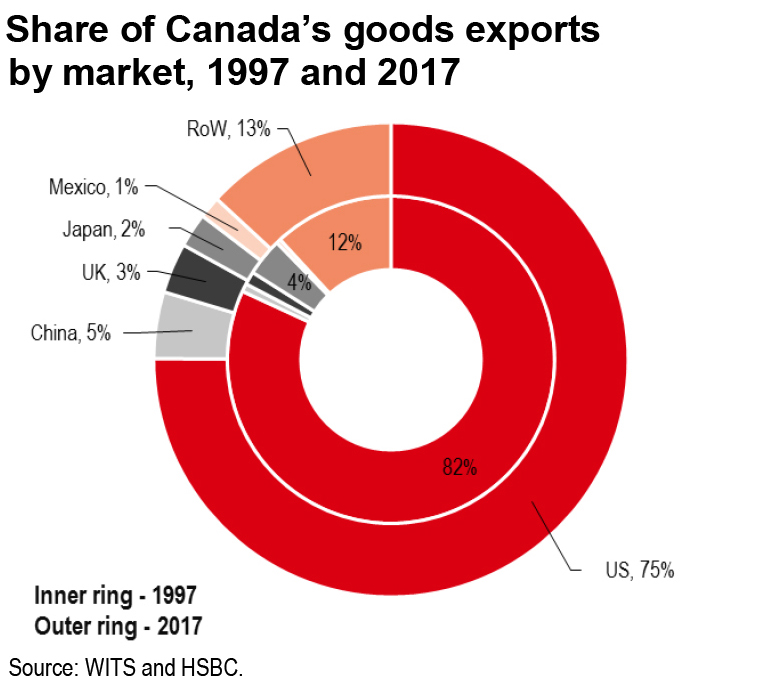 Share of Canada’s goods exports
by market, 1997 and 2017
RoW, 13%
Mexico, 1%
Japan, 2%
UK, 3%
China, 5%
12%
4%
82%
US, 75%
Inner ring - 1997
Outer ring - 2017
Source: WITS and HSBC.